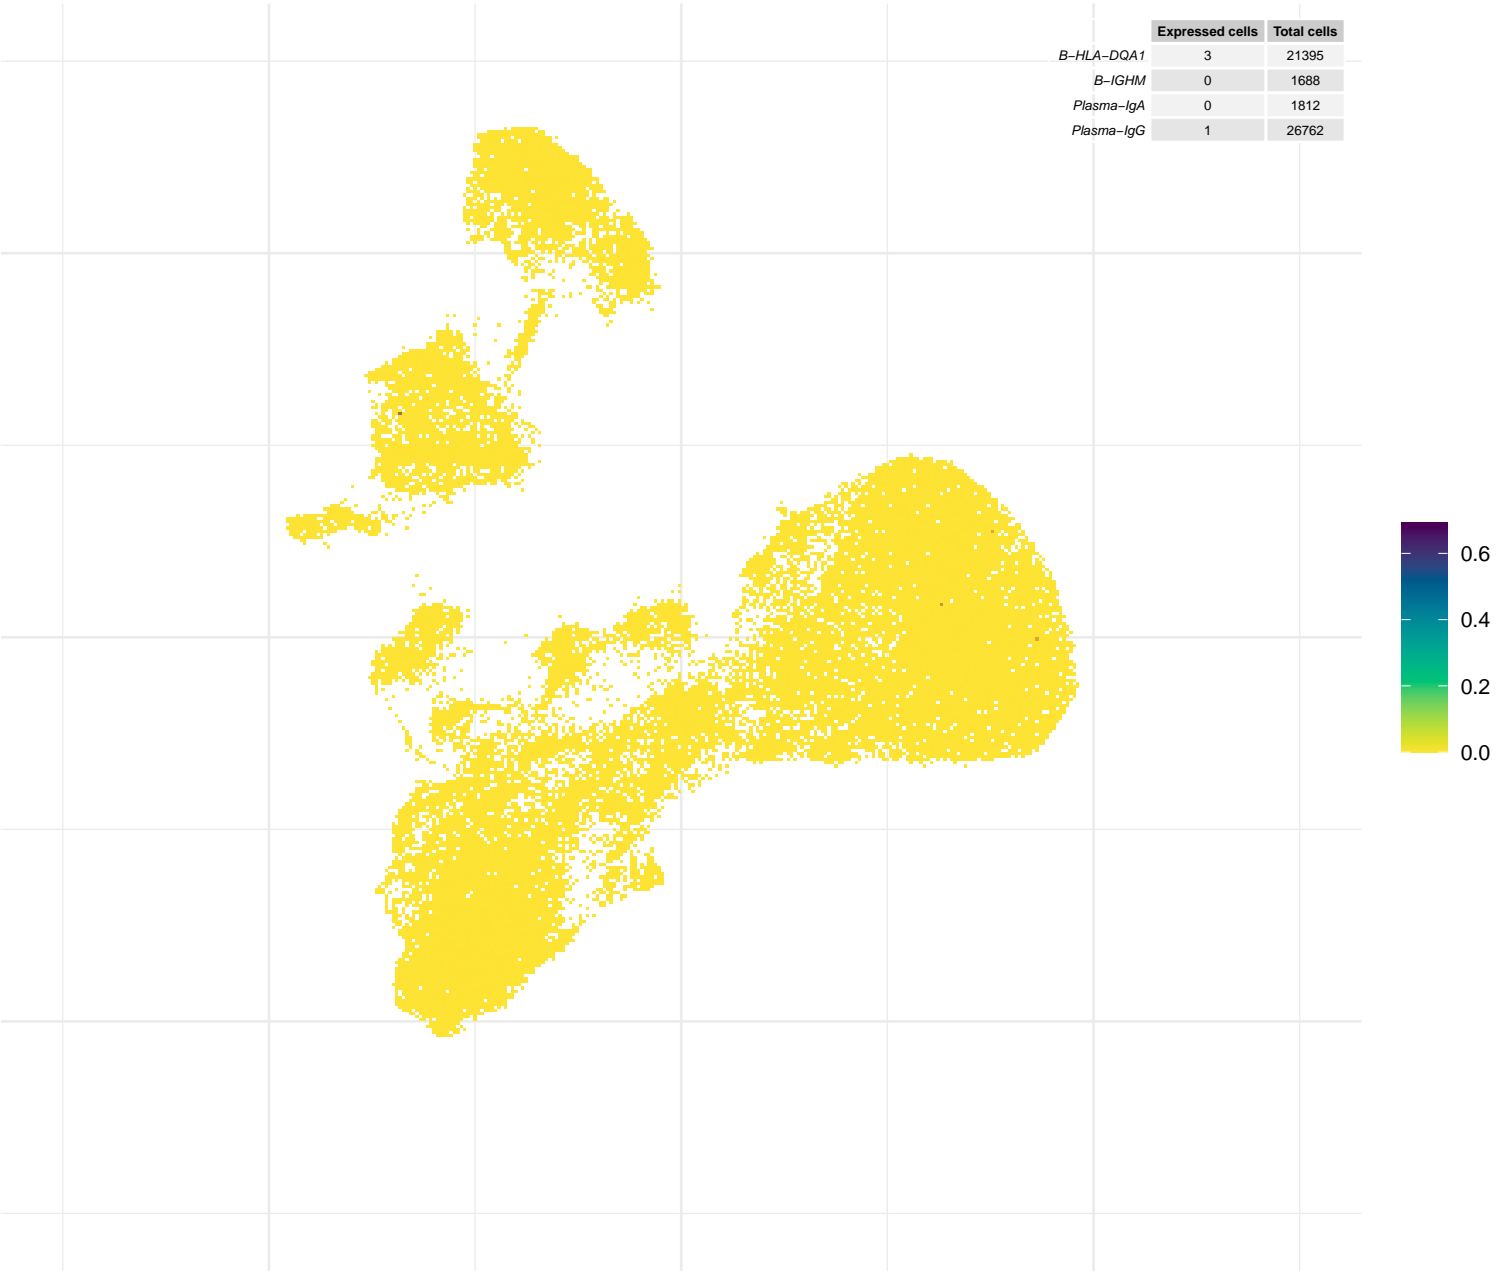 Expressed cells Total cells
B−HLA−DQA1 3 21395
B−IGHM 0 1688
Plasma−IgA 0 1812
Plasma−IgG 1 26762
0.6
0.4
0.2
0.0